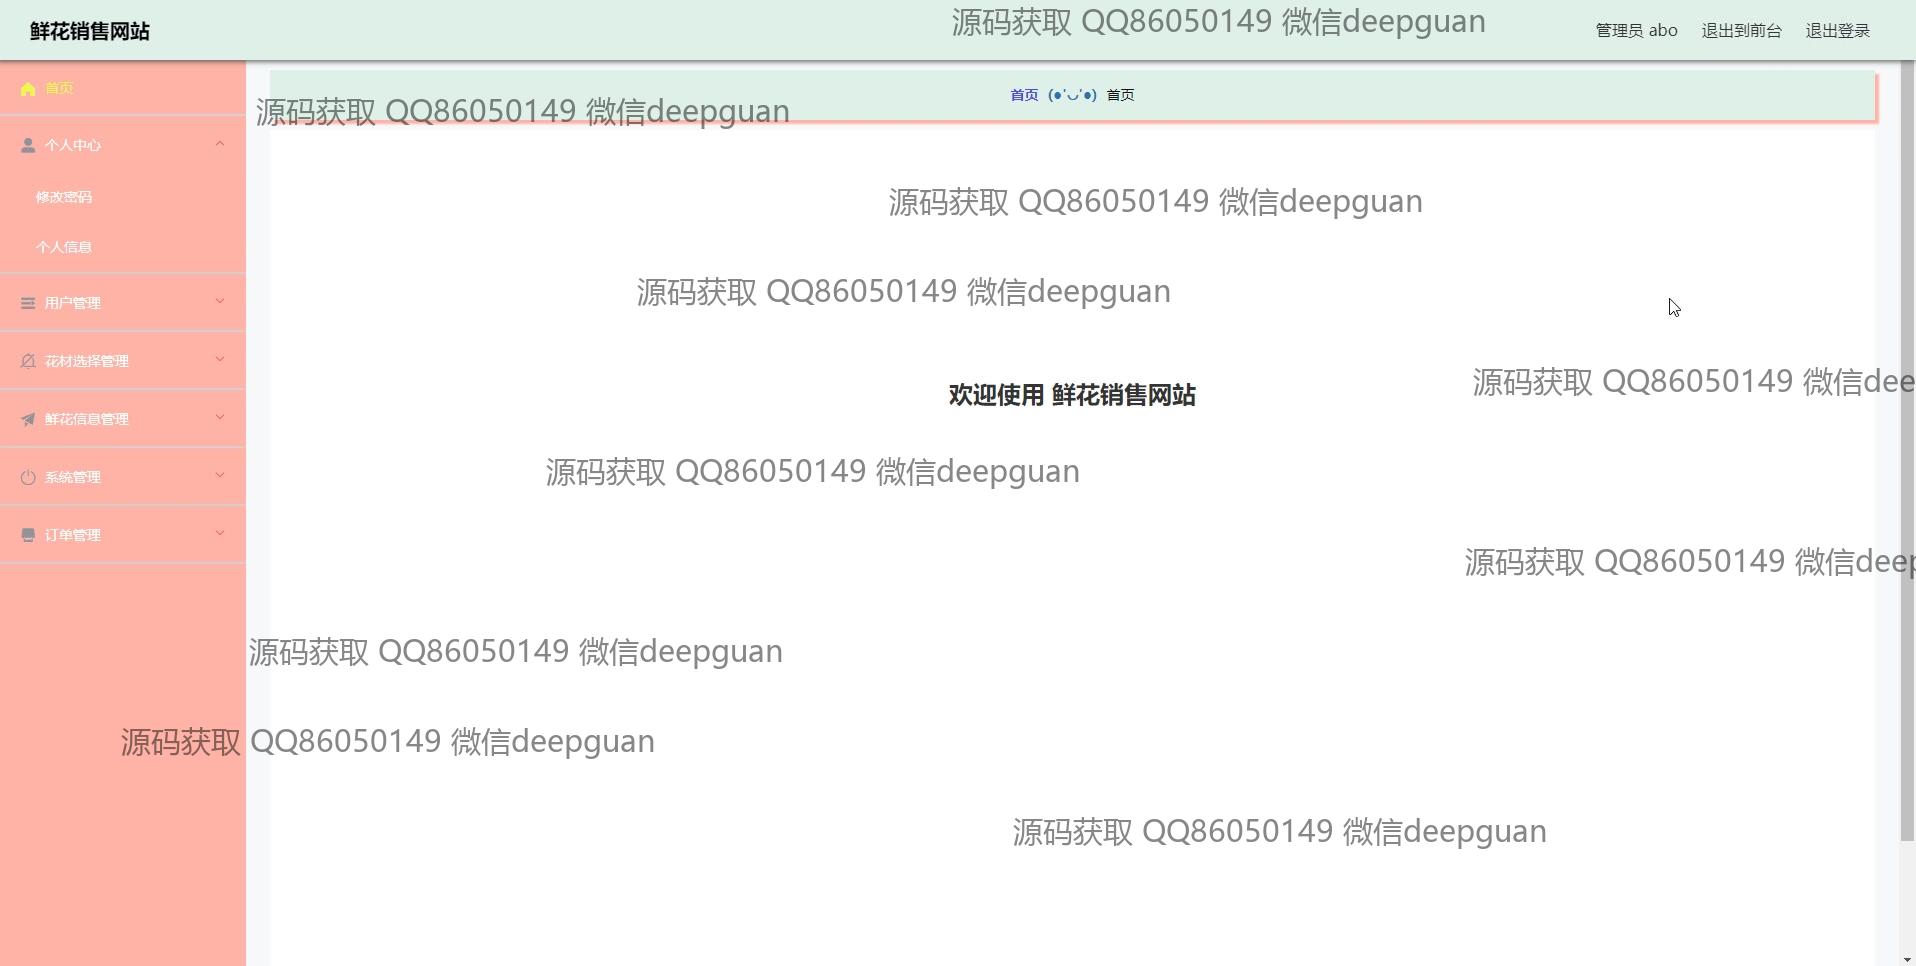 鲜花销售网站
源码获取 QQ86050149 微信deepguan
管理员 abo
退出到前台
退出登录
首页
首页 (●'◡'●) 首页
源码获取 QQ86050149 微信deepguan
个人中心
修改密码
源码获取 QQ86050149 微信deepguan
个人信息
源码获取 QQ86050149 微信deepguan
用户管理
花材选择管理
源码获取 QQ86050149 微信dee
欢迎使用 鲜花销售网站
鲜花信息管理
源码获取 QQ86050149 微信deepguan
系统管理
订单管理
源码获取 QQ86050149 微信deep
源码获取 QQ86050149 微信deepguan
源码获取 QQ86050149 微信deepguan
源码获取 QQ86050149 微信deepguan